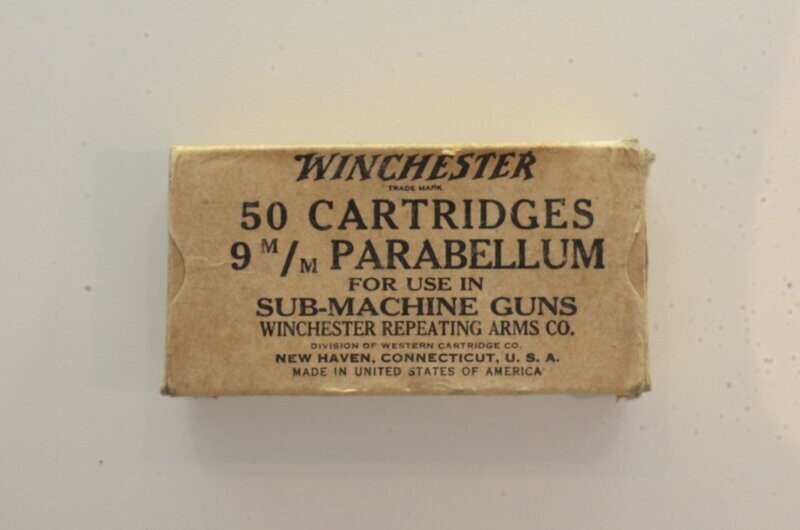 WINCHESTER
TRADE MARK
50 CARTRIDGES
9 M/M PARABELLUM
FOR USE IN
SUB-MACHINE GUNS
WINCHESTER REPEATING ARMS CO.
DIVISION OF WESTERN CARTRIDGE CO.
NEW HAVEN, CONNECTICUT, U. S. A.
MADE IN UNITED STATES OF AMERICA